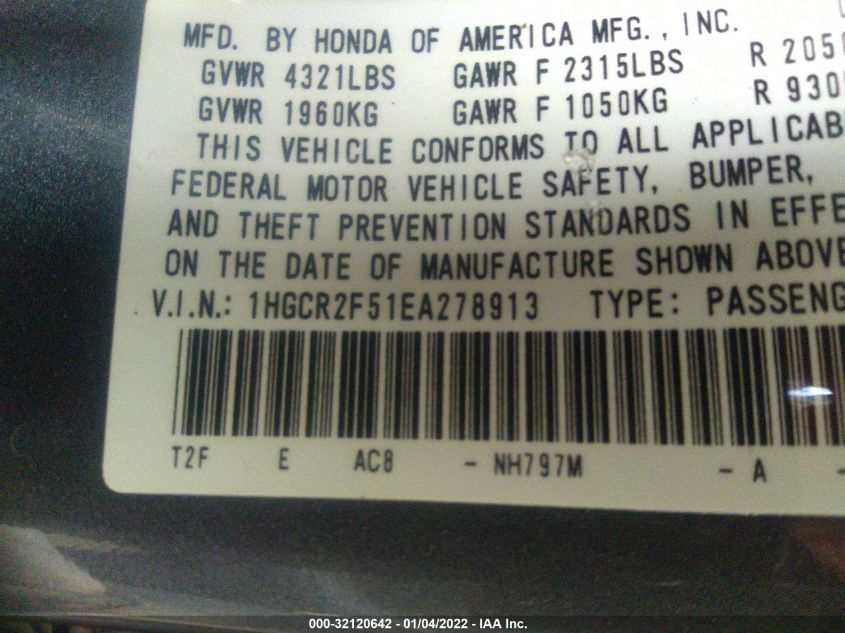 MFD. BY HONDA OF AMERICA MFG., INC.
GVWR 4321LBS GAWR F 2315LBS R 205
GVWR 1960KG GAWR F 1050KG R 930
THIS VEHICLE CONFORMS TO ALL APPLICAB
FEDERAL MOTOR VEHICLE SAFETY, BUMPER,
AND THEFT PREVENTION STANDARDS IN EFFE
ON THE DATE OF MANUFACTURE SHOWN ABOVE
V.I.N.: 1HGCR2F51EA278913 TYPE: PASSENG
T2F E AC8 - NH797M - A -
000-32120642 - 01/04/2022 - IAA Inc.